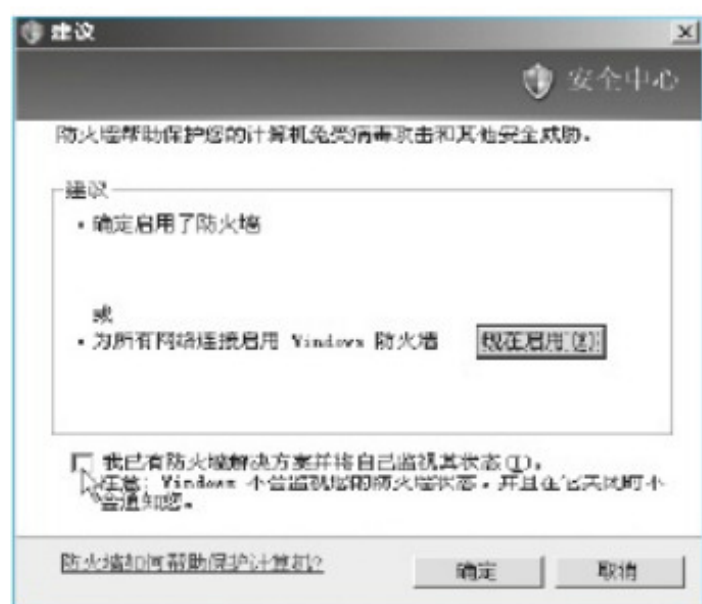 建议
安全中心
防火墙帮助保护您的计算机免受病毒攻击和其他安全威胁。
建议
• 确定启用了防火墙
或
• 为所有网络连接启用 Windows 防火墙 现在启用(E)
我已有防火墙解决方案并将自己监视其状态(I)。
注意: Windows 不会监视您的防火墙状态，并且在它关闭时不
会通知您。
防火墙如何帮助保护计算机?
确定 取消